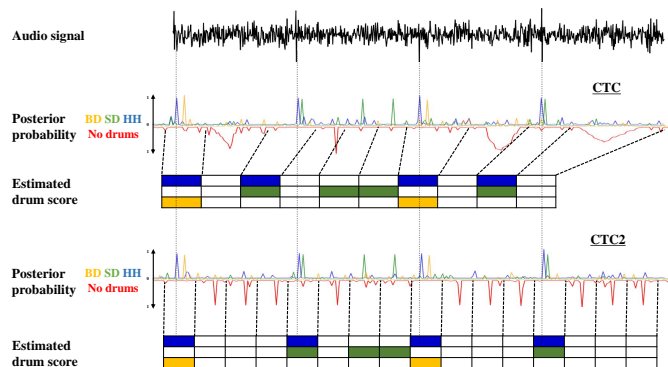 Audio signal
CTC
Posterior BD SD HH
probability No drums
Estimated
drum score
CTC2
Posterior BD SD HH
probability No drums
Estimated
drum score